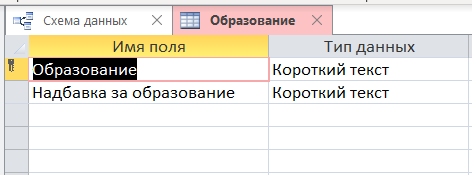 Схема данных Образование
Имя поля Тип данных
Образование Короткий текст
Надбавка за образование Короткий текст